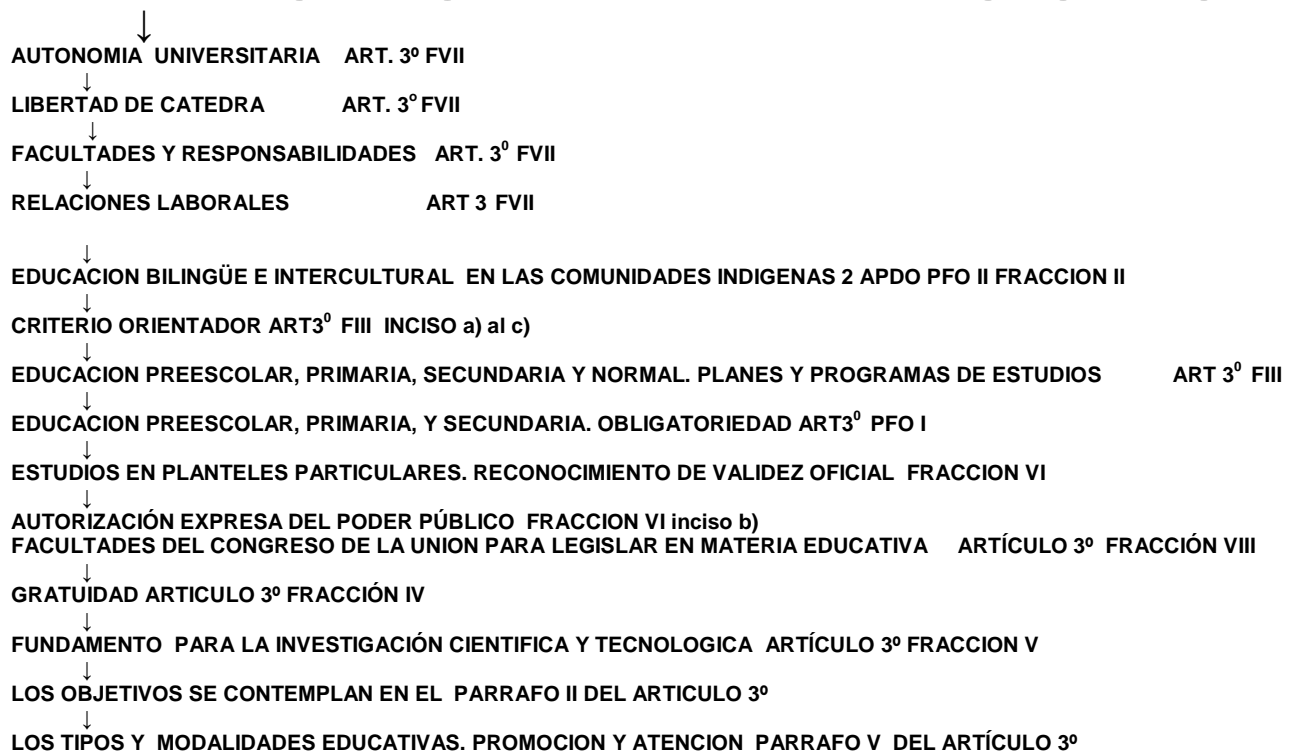 ↓
AUTONOMIA UNIVERSITARIA ART. 3º FVII
↓
LIBERTAD DE CATEDRA ART. 3º FVII
↓
FACULTADES Y RESPONSABILIDADES ART. 3⁰ FVII
↓
RELACIONES LABORALES ART 3 FVII
↓
EDUCACION BILINGÜE E INTERCULTURAL EN LAS COMUNIDADES INDIGENAS 2 APDO PFO II FRACCION II
↓
CRITERIO ORIENTADOR ART3⁰ FIII INCISO a) al c)
↓
EDUCACION PREESCOLAR, PRIMARIA, SECUNDARIA Y NORMAL. PLANES Y PROGRAMAS DE ESTUDIOS ART 3⁰ FIII
↓
EDUCACION PREESCOLAR, PRIMARIA, Y SECUNDARIA. OBLIGATORIEDAD ART3⁰ PFO I
↓
ESTUDIOS EN PLANTELES PARTICULARES. RECONOCIMIENTO DE VALIDEZ OFICIAL FRACCION VI
↓
AUTORIZACIÓN EXPRESA DEL PODER PÚBLICO FRACCION VI inciso b)
FACULTADES DEL CONGRESO DE LA UNION PARA LEGISLAR EN MATERIA EDUCATIVA ARTÍCULO 3º FRACCIÓN VIII
↓
GRATUIDAD ARTICULO 3º FRACCIÓN IV
↓
FUNDAMENTO PARA LA INVESTIGACIÓN CIENTIFICA Y TECNOLOGICA ARTÍCULO 3º FRACCION V
↓
LOS OBJETIVOS SE CONTEMPLAN EN EL PARRAFO II DEL ARTICULO 3º
↓
LOS TIPOS Y MODALIDADES EDUCATIVAS. PROMOCION Y ATENCION PARRAFO V DEL ARTÍCULO 3º